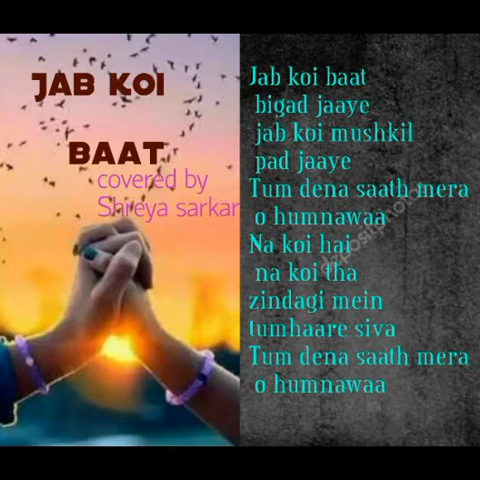 JAB KOI
BAAT
covered by
Shreya sarkar
Jab koi baat
bigad jaaye
jab koi mushkil
pad jaaye
Tum dena saath mera
o humnawaa
Na koi hai
na koi tha
zindagi mein
tumhaare siva
Tum dena saath mera
o humnawaa
depositphotos